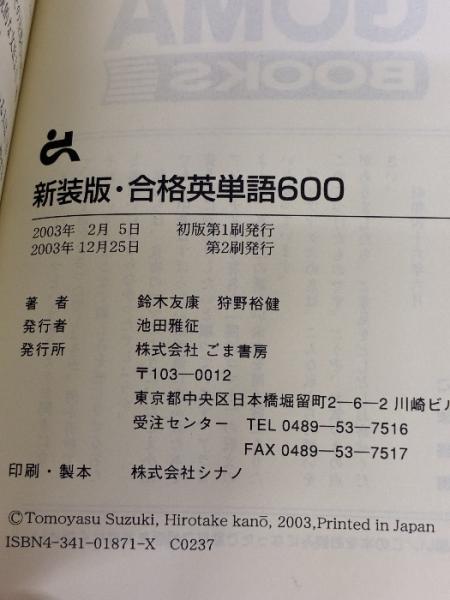 GOMA
BOOKS
新装版・合格英単語600
2003年 2月 5日 初版第1刷発行
2003年12月25日 第2刷発行
著者 鈴木友康 狩野裕健
発行者 池田雅征
発行所 株式会社 ごま書房
〒103―0012
東京都中央区日本橋堀留町2―6―2 川崎ビル
受注センター TEL 0489―53―7516
FAX 0489―53―7517
印刷・製本 株式会社シナノ
©Tomoyasu Suzuki, Hirotake kanō, 2003,Printed in Japan
ISBN4-341-01871-X C0237